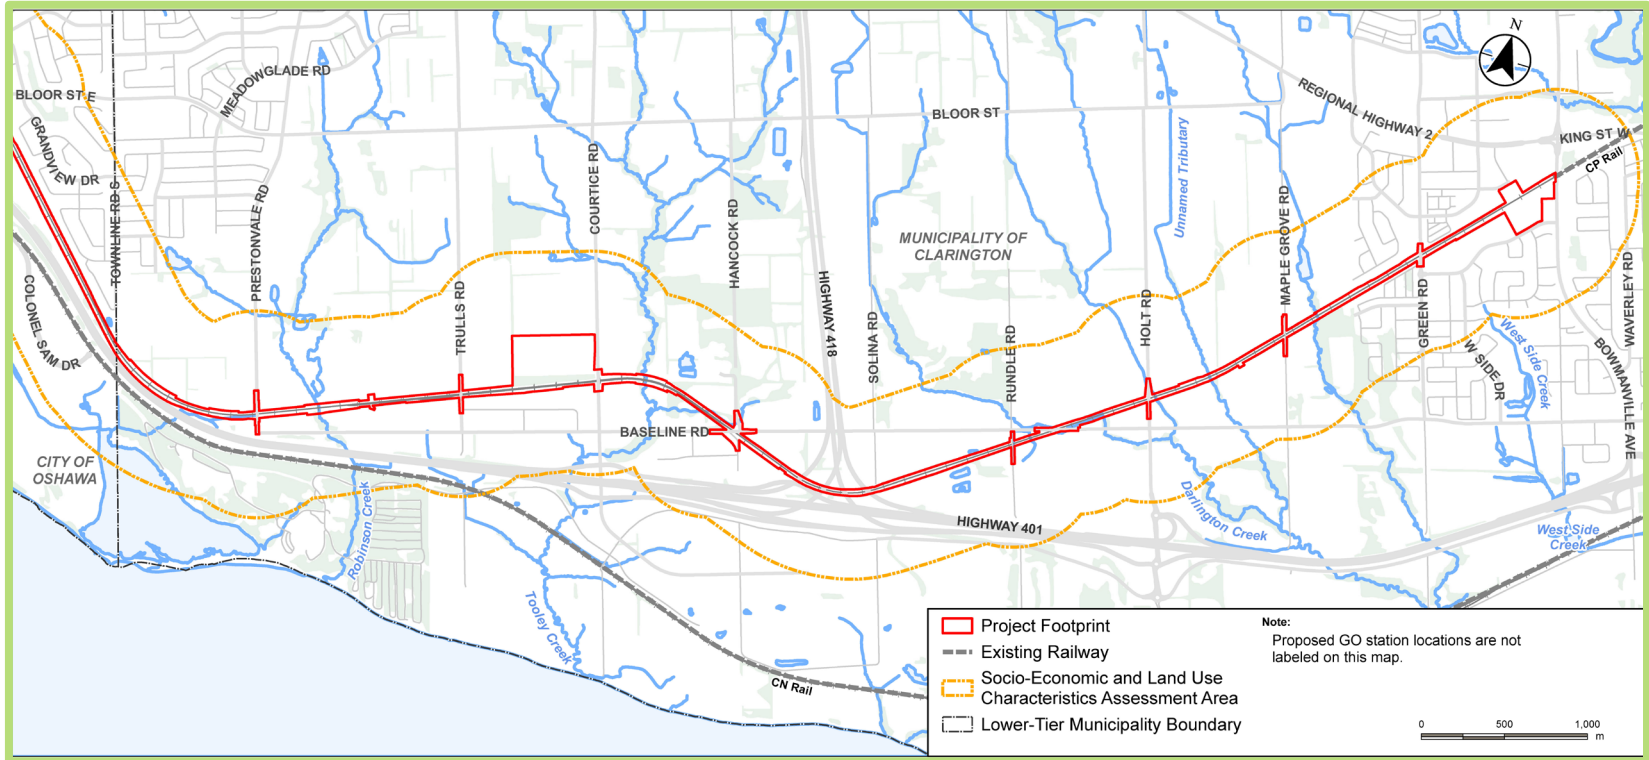 N
MEADOWGLADE RD
BLOOR ST E
REGIONAL HIGHWAY 2
BLOOR ST
KING ST W
CP Rail
GRANDVIEW DR
Unnamed Tributary
TOWNLINE RD S
PRESTONVALE RD
COURTICE RD
HANCOCK RD
MAPLE GROVE RD
MUNICIPALITY OF
CLARINGTON
HIGHWAY 418
SOLINA RD
TRULLS RD
RUNDLE RD
HOLT RD
GREEN RD
WAVERLEY RD
COLONEL SAM DR
W SIDE DR
West Side
Creek
BOWMANVILLE AVE
BASELINE RD
CITY OF
OSHAWA
Robinson Creek
Darlington Creek
HIGHWAY 401
West Side
Creek
Tooley Creek
CN Rail
Project Footprint
Existing Railway
Socio-Economic and Land Use
Characteristics Assessment Area
Lower-Tier Municipality Boundary
Note:
Proposed GO station locations are not
labeled on this map.
0 500 1,000
m